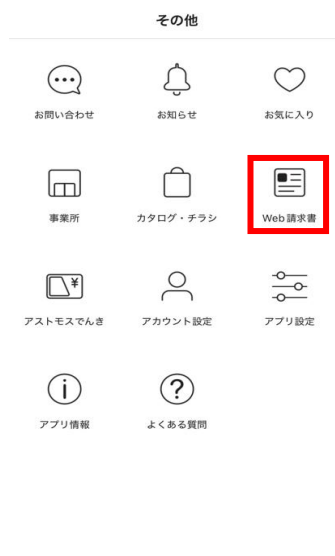 その他
お問い合わせ
お知らせ
お気に入り
事業所
カタログ・チラシ
Web請求書
¥
アストモスでんき
アカウント設定
アプリ設定
i
?
アプリ情報
よくある質問